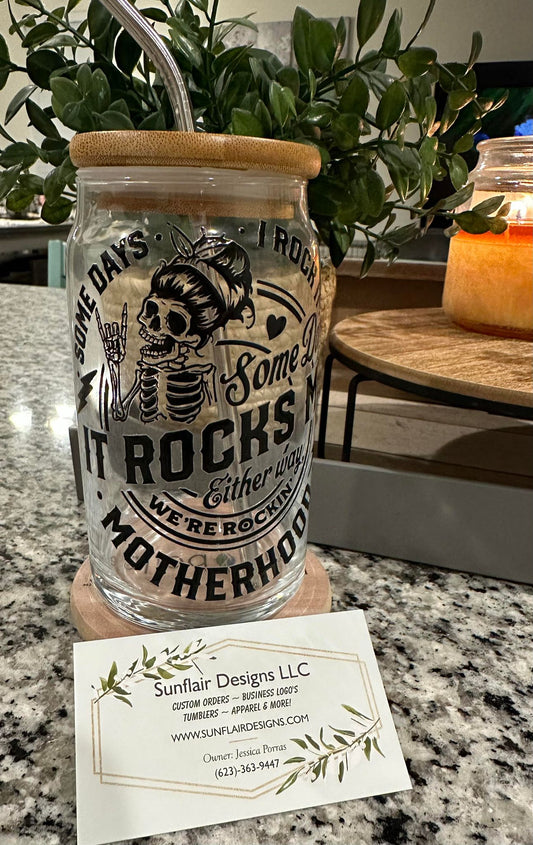 SOME DAYS · I ROCK
Some
IT ROCKS
Either way
WE'RE ROCKIN'
MOTHERHOOD
Sunflair Designs LLC
CUSTOM ORDERS ~ BUSINESS LOGO'S
TUMBLERS ~ APPAREL & MORE!
WWW.SUNFLAIRDESIGNS.COM
Owner: Jessica Porras
(623)-363-9447